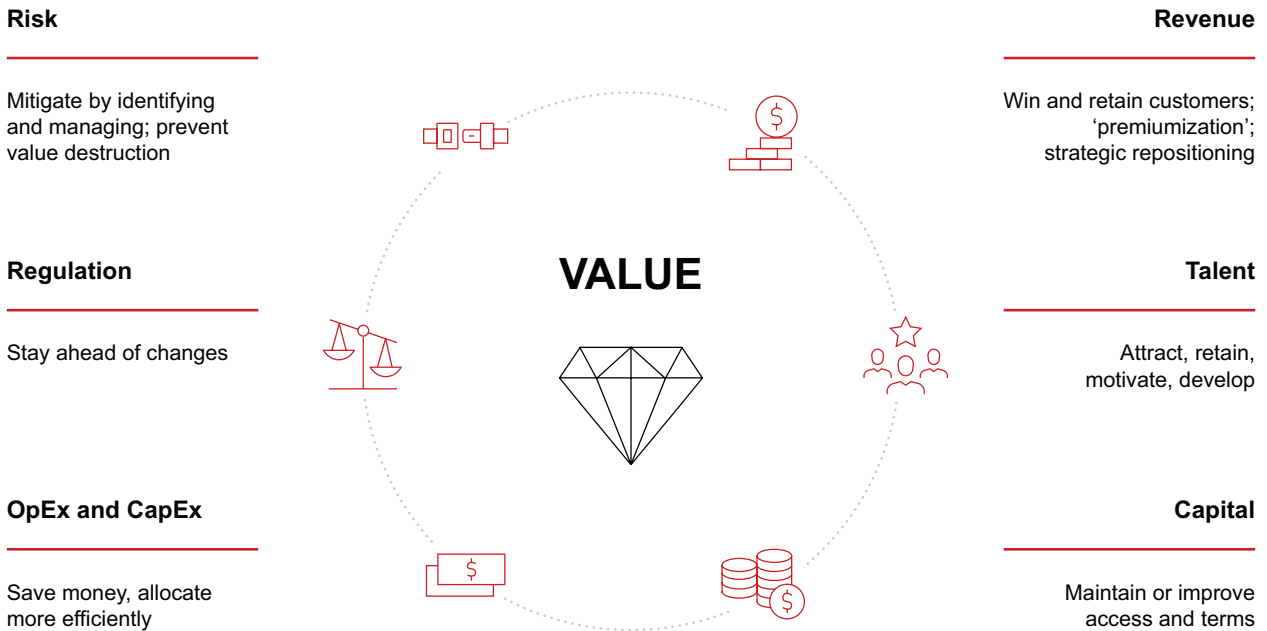 Risk
Mitigate by identifying
and managing; prevent
value destruction
Regulation
Stay ahead of changes
OpEx and CapEx
Save money, allocate
more efficiently
VALUE
$
$
$
Revenue
Win and retain customers;
‘premiumization’;
strategic repositioning
Talent
Attract, retain,
motivate, develop
Capital
Maintain or improve
access and terms